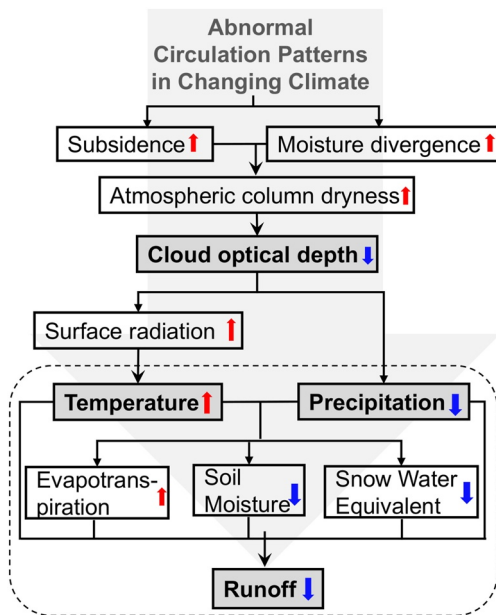 Abnormal
Circulation Patterns
in Changing Climate
Subsidence
Moisture divergence
Atmospheric column dryness
Cloud optical depth
Surface radiation
Temperature
Precipitation
Evapotrans-
piration
Soil
Moisture
Snow Water
Equivalent
Runoff